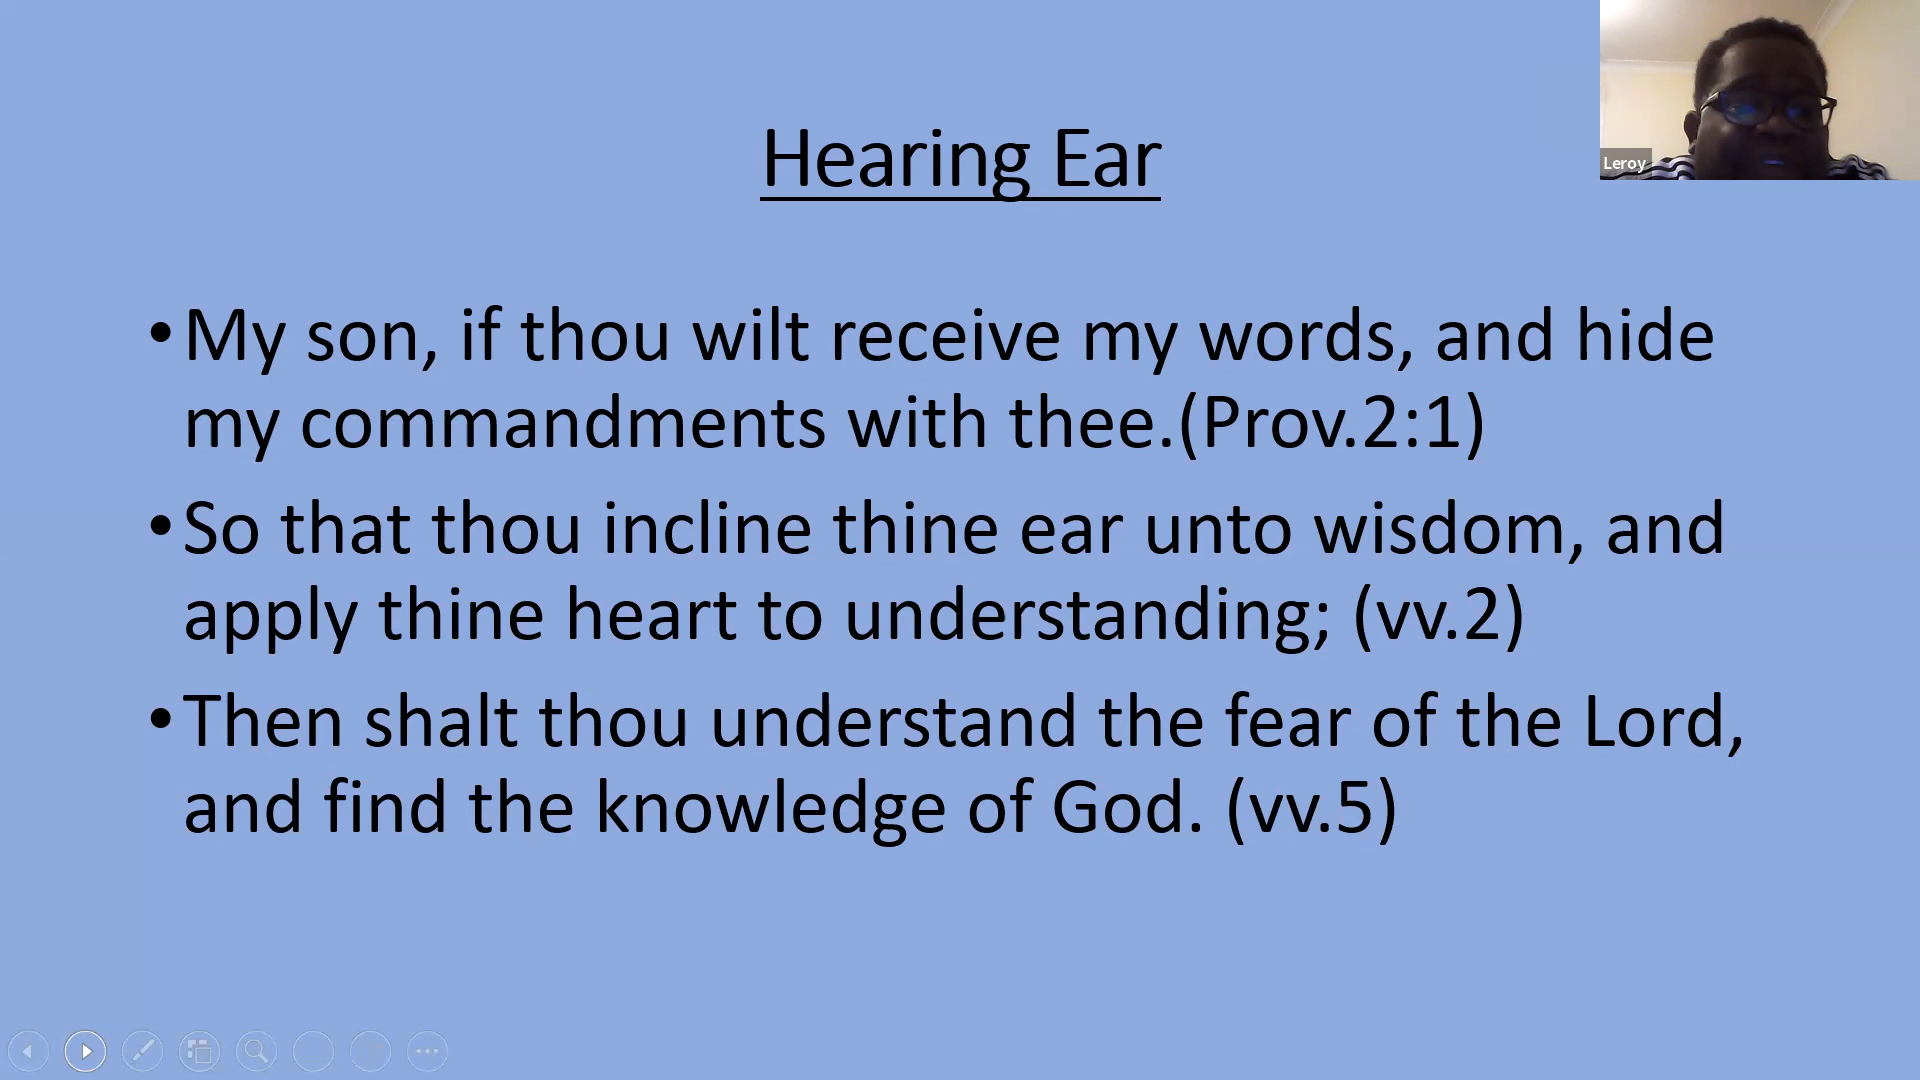 Leroy
Hearing Ear
•My son, if thou wilt receive my words, and hide
my commandments with thee.(Prov.2:1)
•So that thou incline thine ear unto wisdom, and
apply thine heart to understanding; (vv.2)
•Then shalt thou understand the fear of the Lord,
and find the knowledge of God. (vv.5)